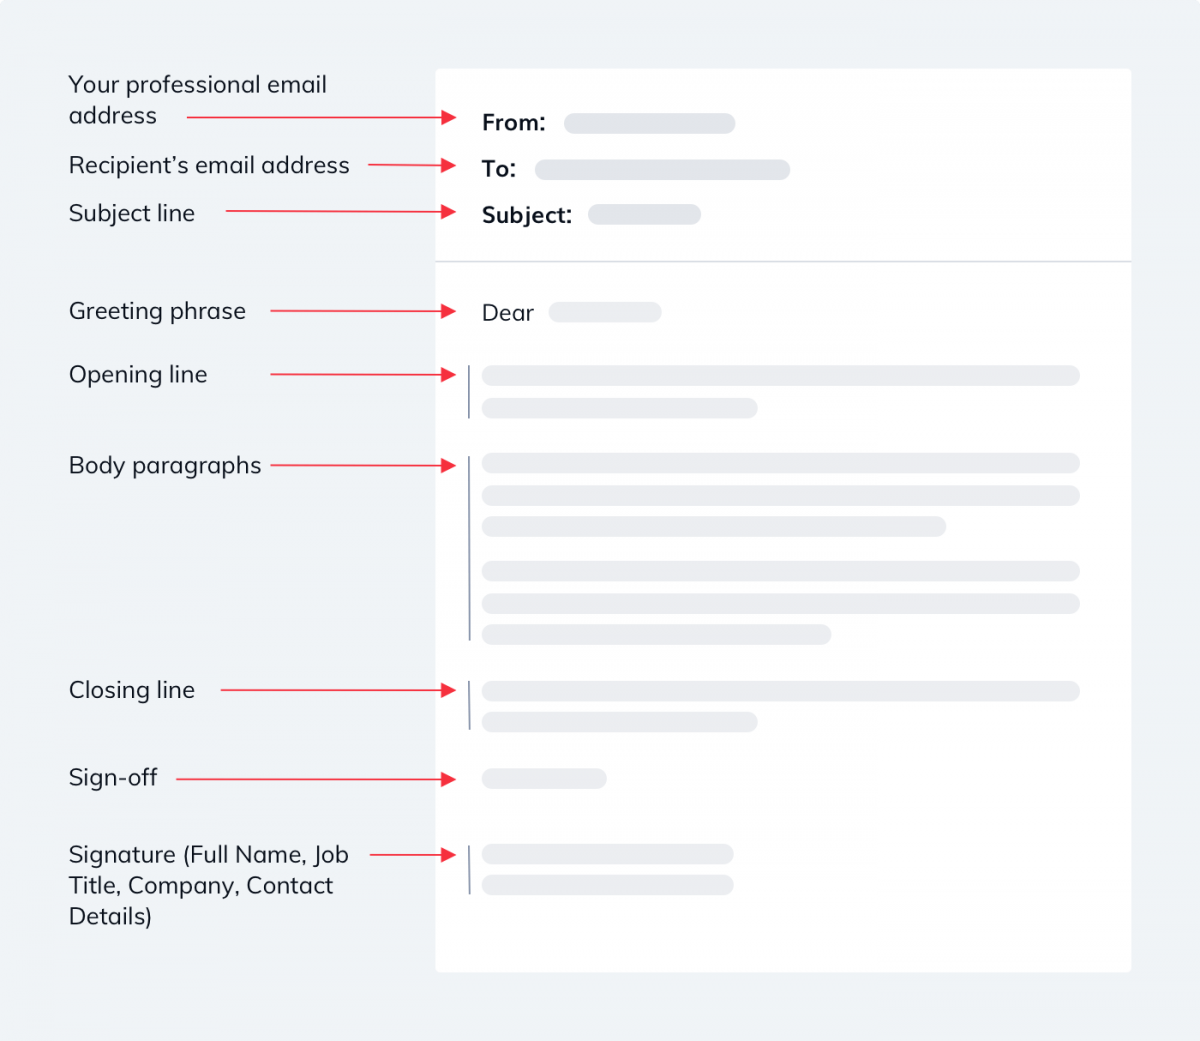 Your professional email
address
From:
Recipient’s email address
To:
Subject line
Subject:
Greeting phrase
Dear
Opening line
Body paragraphs
Closing line
Sign-off
Signature (Full Name, Job
Title, Company, Contact
Details)